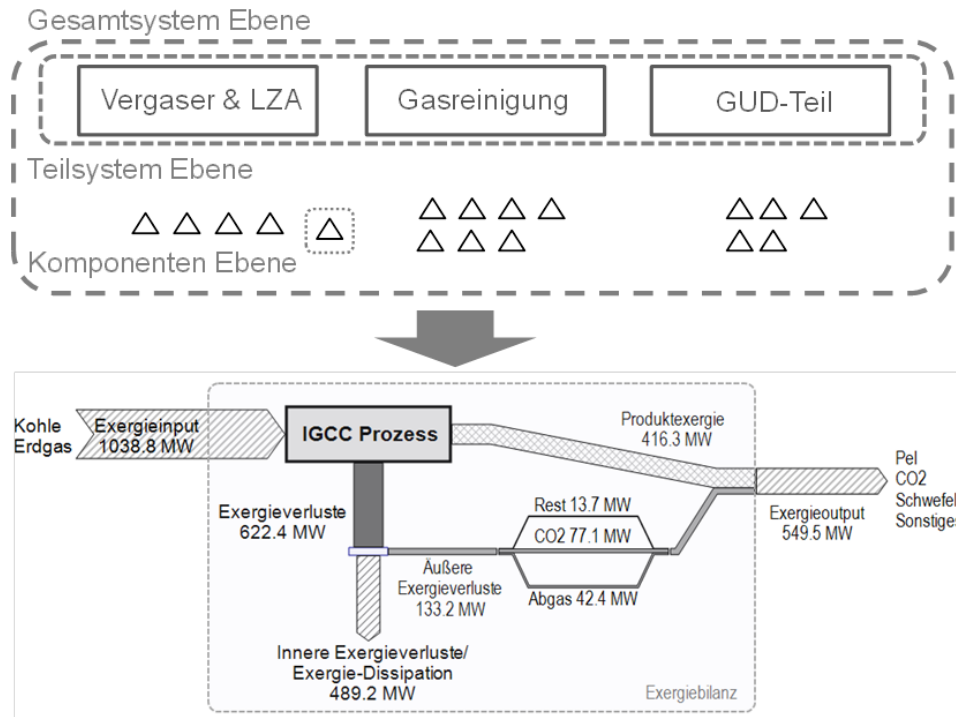 Gesamtsystem Ebene
Vergaser & LZA
Gasreinigung
GUD-Teil
Teilsystem Ebene
Komponenten Ebene
Kohle
Erdgas
Exergieinput
1038.8 MW
IGCC Prozess
Produktexergie
416.3 MW
Pel
CO2
Schwefel
Sonstiges
Exergieoutput
549.5 MW
Exergieverluste
622.4 MW
Rest 13.7 MW
CO2 77.1 MW
Abgas 42.4 MW
Äußere
Exergieverluste
133.2 MW
Innere Exergieverluste/
Exergie-Dissipation
489.2 MW
Exergiebilanz